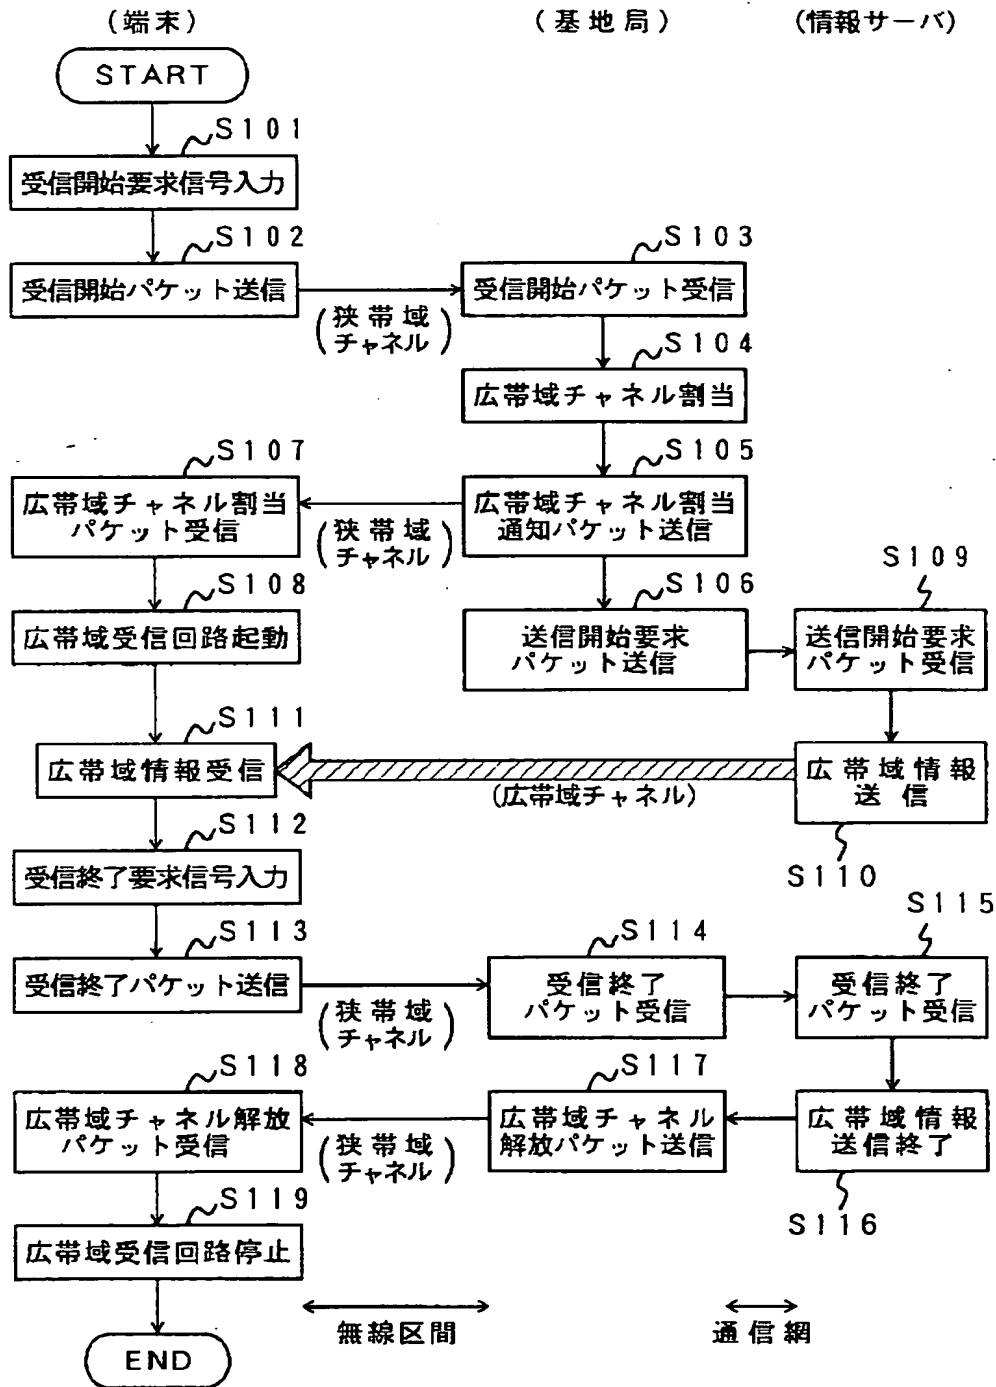 (端末)
(基地局)
(情報サーバ)
START
S101
受信開始要求信号入力
S102
受信開始パケット送信
S103
受信開始パケット受信
(狭帯域
チャネル)
S104
広帯域チャネル割当
S105
広帯域チャネル割当
通知パケット送信
S107
広帯域チャネル割当
パケット受信
(狭帯域
チャネル)
S106
送信開始要求
パケット送信
S109
送信開始要求
パケット受信
S108
広帯域受信回路起動
S111
広帯域情報受信
(広帯域チャネル)
広帯域情報
送信
S110
S112
受信終了要求信号入力
S113
受信終了パケット送信
(狭帯域
チャネル)
S114
受信終了
パケット受信
S115
受信終了
パケット受信
S118
広帯域チャネル解放
パケット受信
(狭帯域
チャネル)
S117
広帯域チャネル
解放パケット送信
広帯域情報
送信終了
S116
S119
広帯域受信回路停止
無線区間
通信網
END